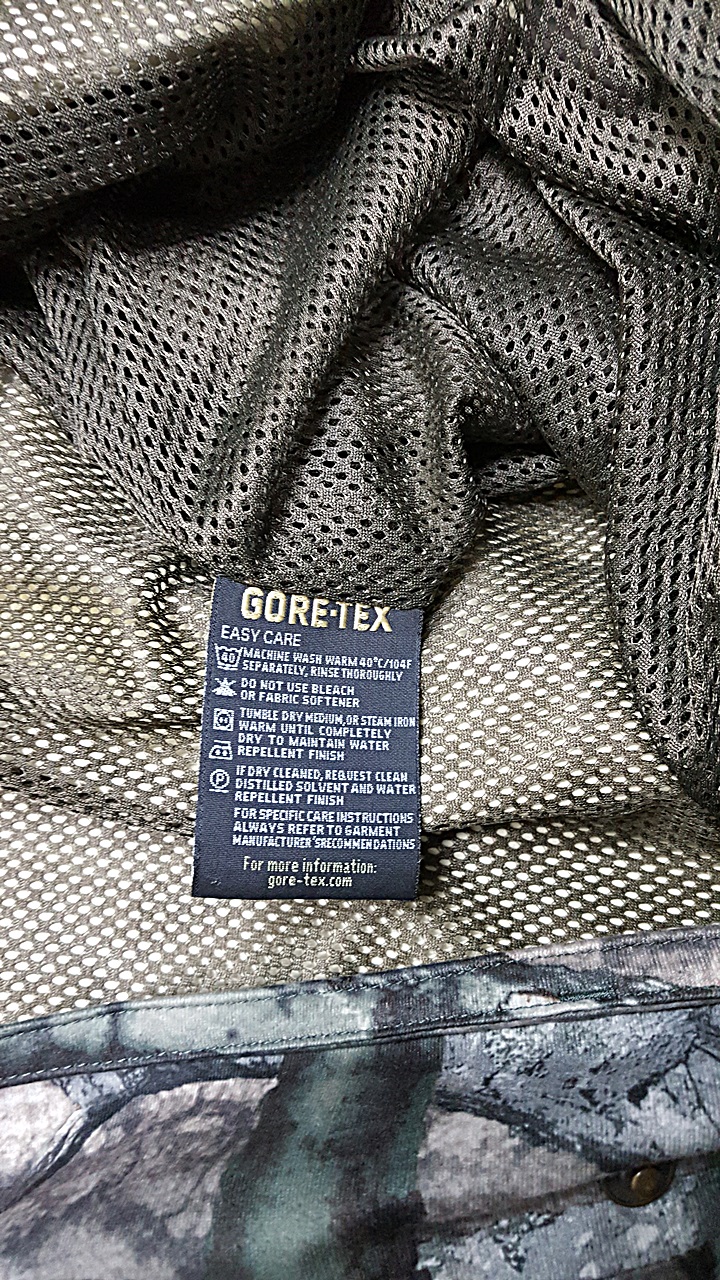 GORE-TEX
EASY CARE
40 MACHINE WASH WARM 40°C/104F
SEPARATELY, RINSE THOROUGHLY
DO NOT USE BLEACH
OR FABRIC SOFTENER
TUMBLE DRY MEDIUM, OR STEAM IRON
WARM UNTIL COMPLETELY
DRY TO MAINTAIN WATER
REPELLENT FINISH
P IF DRY CLEANED, REQUEST CLEAN
DISTILLED SOLVENT AND WATER
REPELLENT FINISH
FOR SPECIFIC CARE INSTRUCTIONS
ALWAYS REFER TO GARMENT
MANUFACTURER'S RECOMMENDATIONS
For more information:
gore-tex.com